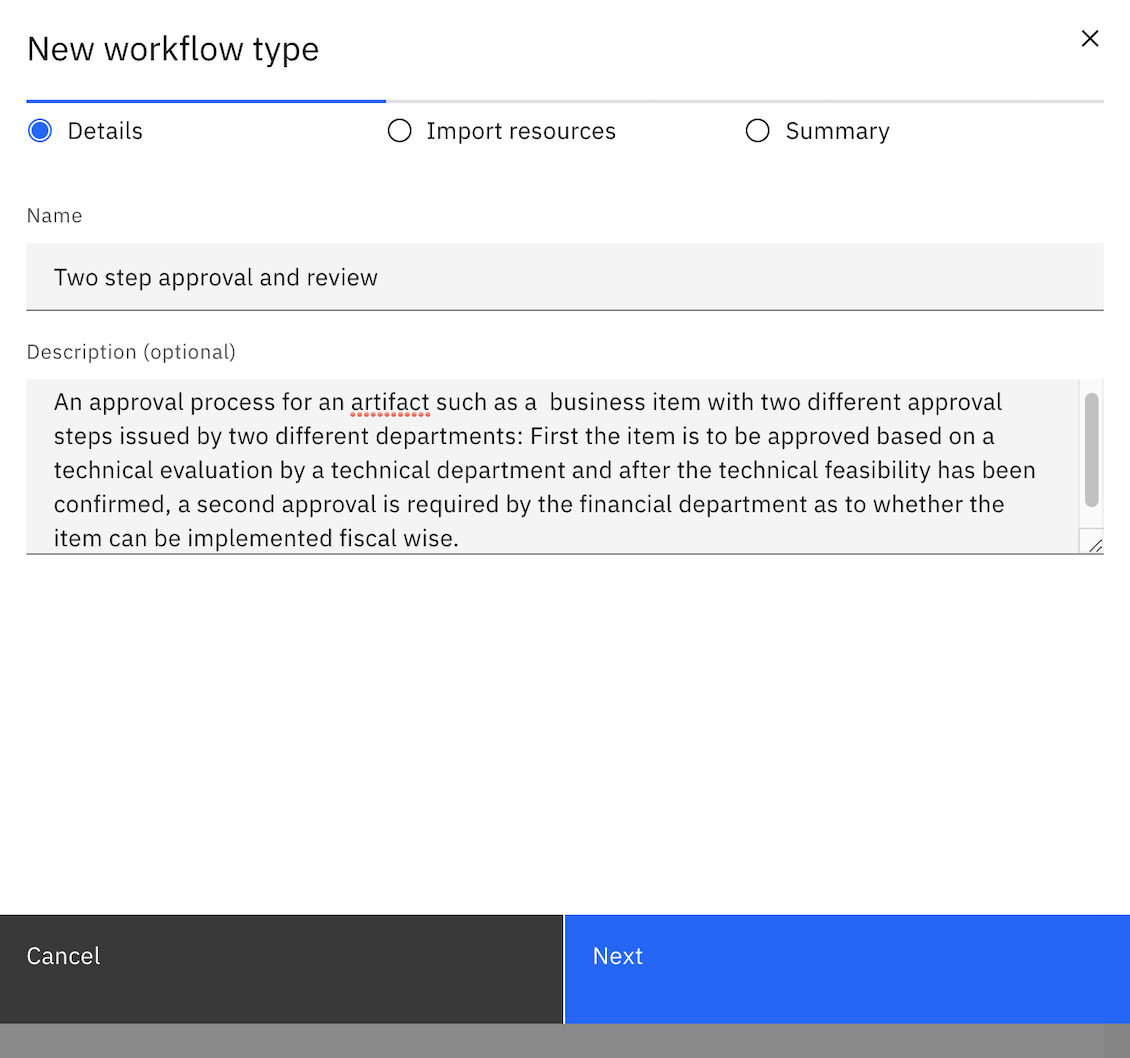 New workflow type
Details
Import resources
Summary
Name
Two step approval and review
Description (optional)
An approval process for an artifact such as a  business item with two different approval
steps issued by two different departments: First the item is to be approved based on a
technical evaluation by a technical department and after the technical feasibility has been
confirmed, a second approval is required by the financial department as to whether the
item can be implemented fiscal wise.
Cancel
Next